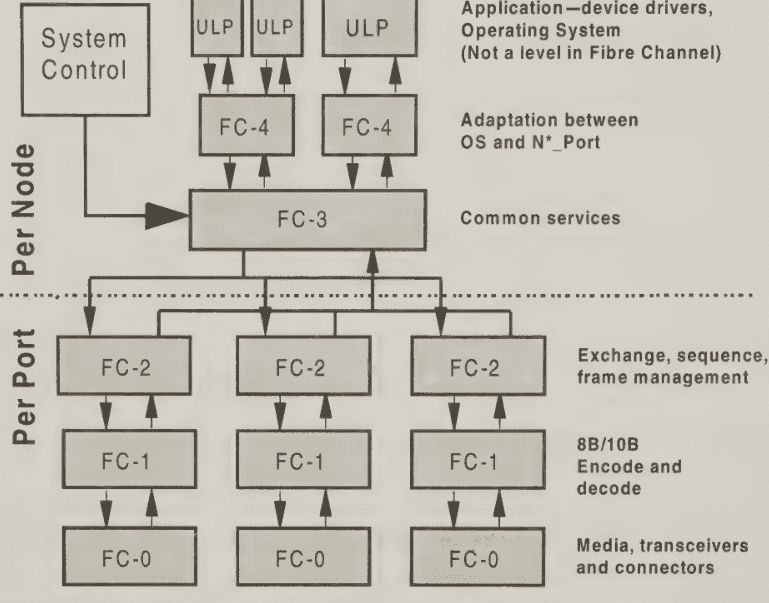 System
Control
ULP
ULP
ULP
Application—device drivers,
Operating System
(Not a level in Fibre Channel)
FC-4
FC-4
Adaptation between
OS and N*_Port
Per Node
FC-3
Common services
Per Port
FC-2
FC-2
FC-2
Exchange, sequence,
frame management
FC-1
FC-1
FC-1
8B/10B
Encode and
decode
FC-0
FC-0
FC-0
Media, transceivers
and connectors